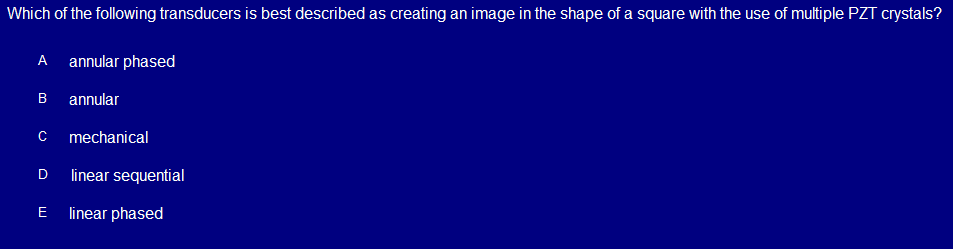 Which of the following transducers is best described as creating an image in the shape of a square with the use of multiple PZT crystals?
A annular phased
B annular
C mechanical
D linear sequential
E linear phased